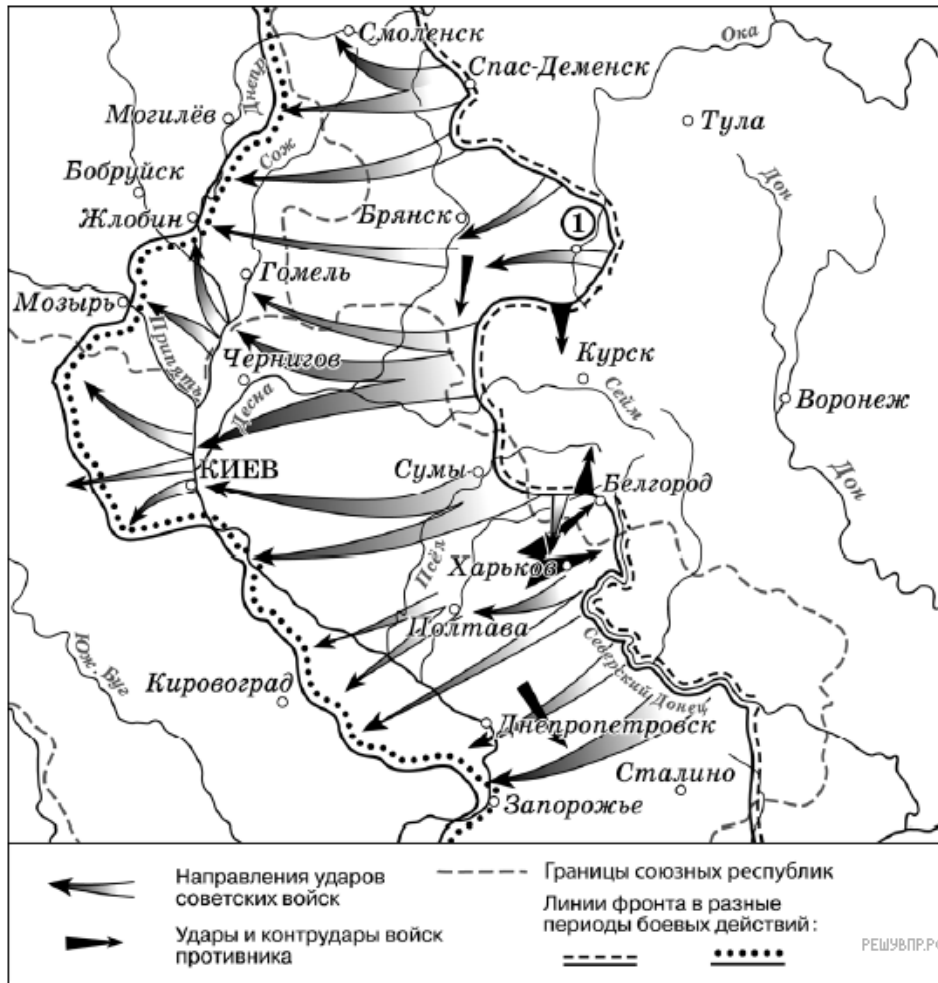 Смоленск
Ока
Спас-Деменск
Днепр
Могилёв
Тула
Сож
Бобруйск
Дон
Жлобин
Брянск
1
Гомель
Мозырь
Припять
Чернигов
Курск
Десна
Сейм
Воронеж
КИЕВ
Сумы
Белгород
Дон
Псёл
Харьков
Полтава
Юж. Буг
Северский Донец
Кировоград
Днепропетровск
Сталино
Запорожье
Направления ударов
советских войск
Удары и контрудары войск
противника
Границы союзных республик
Линии фронта в разные
периоды боевых действий:
РЕШУВПР.РФ